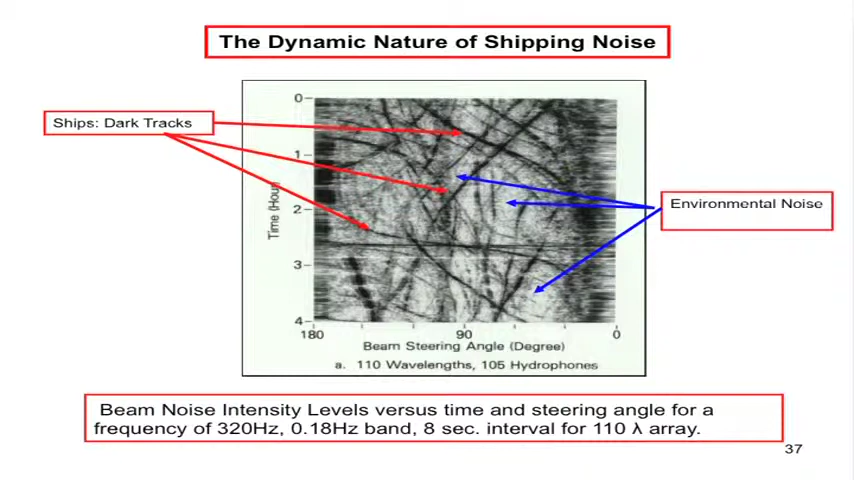 The Dynamic Nature of Shipping Noise
Ships: Dark Tracks
Environmental Noise
0
1
2
3
4
Time (Hour)
180
90
0
Beam Steering Angle (Degree)
a. 110 Wavelengths, 105 Hydrophones
Beam Noise Intensity Levels versus time and steering angle for a
frequency of 320Hz, 0.18Hz band, 8 sec. interval for 110 λ array.
37